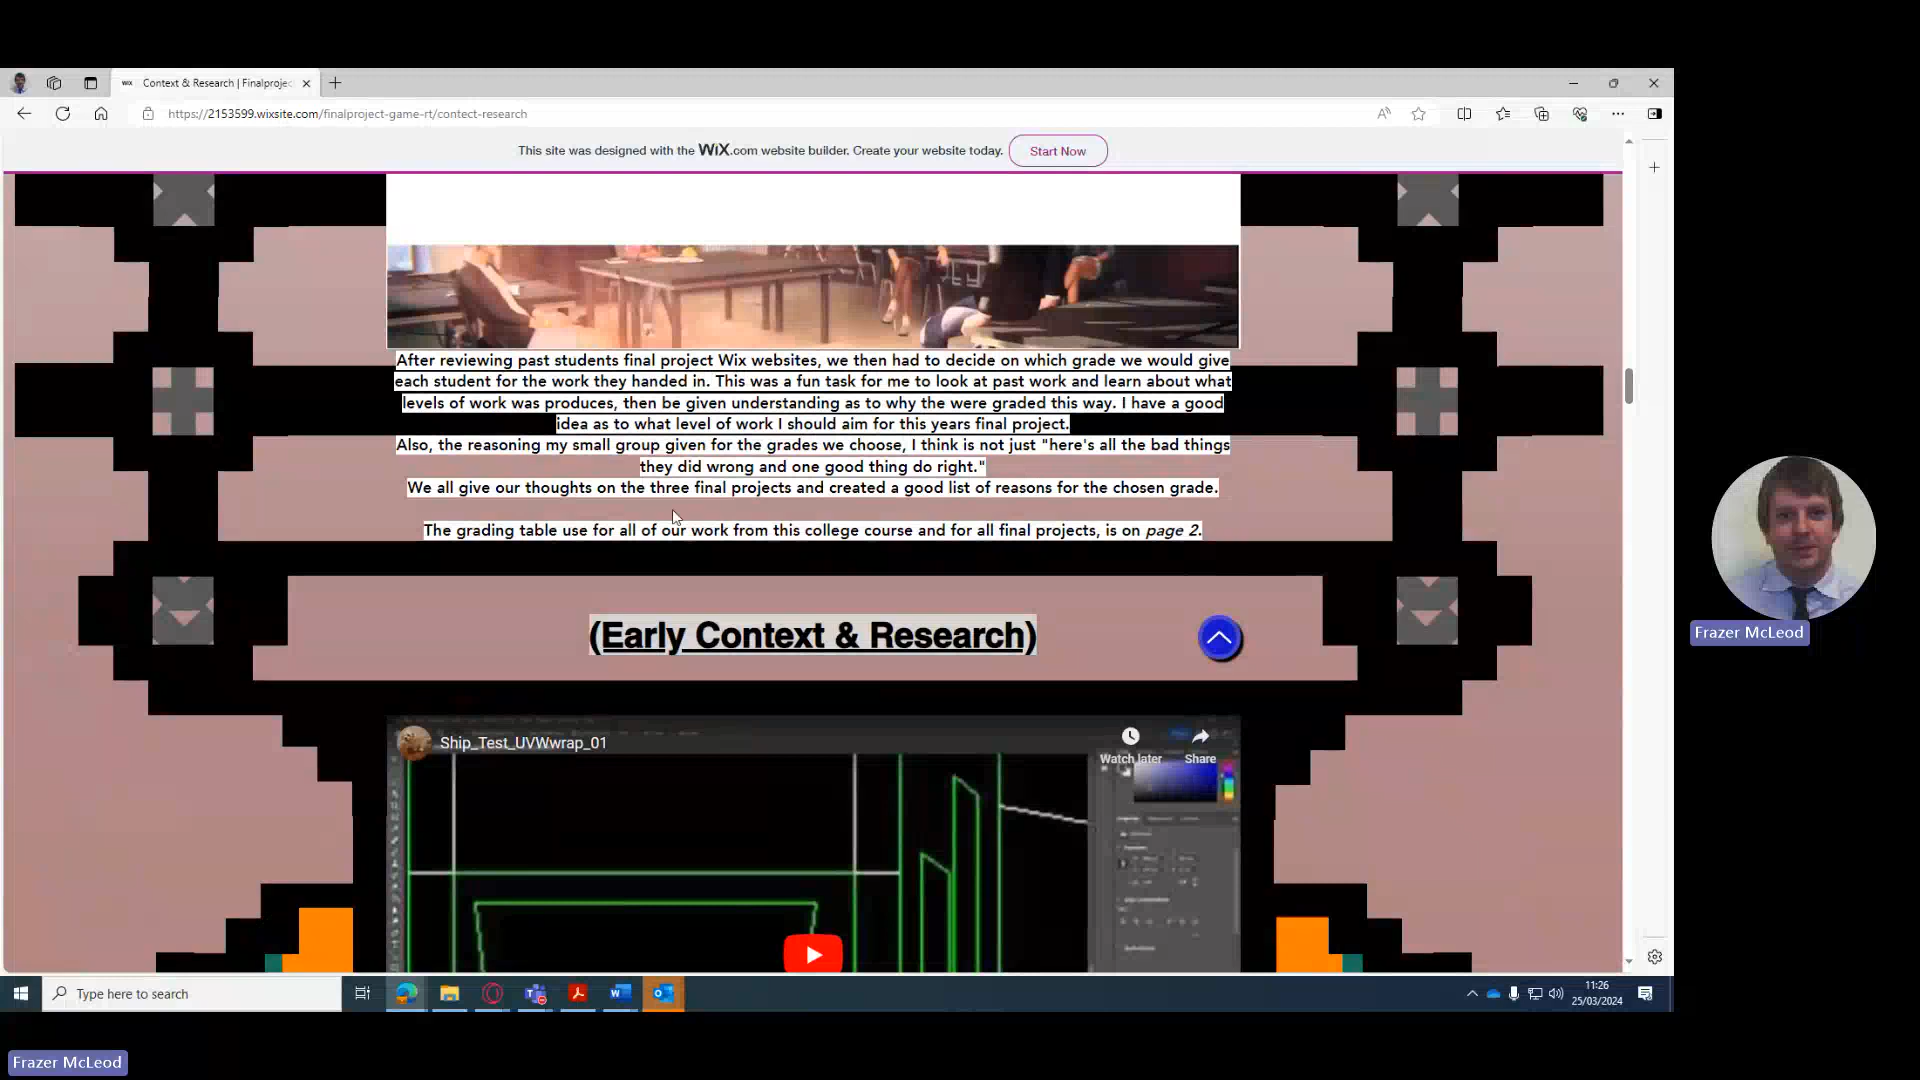 Context & Research | Finalprojec
https://2153599.wixsite.com/finalproject-game-rt/contect-research
This site was designed with the WiX.com website builder. Create your website today.
Start Now
After reviewing past students final project Wix websites, we then had to decide on which grade we would give
each student for the work they handed in. This was a fun task for me to look at past work and learn about what
levels of work was produces, then be given understanding as to why the were graded this way. I have a good
idea as to what level of work I should aim for this years final project.
Also, the reasoning my small group given for the grades we choose, I think is not just "here's all the bad things
they did wrong and one good thing do right."
We all give our thoughts on the three final projects and created a good list of reasons for the chosen grade.
The grading table use for all of our work from this college course and for all final projects, is on page 2.
(Early Context & Research)
Ship_Test_UVWwrap_01
Watch later
Share
Frazer McLeod
Type here to search
11:26
25/03/2024
Frazer McLeod